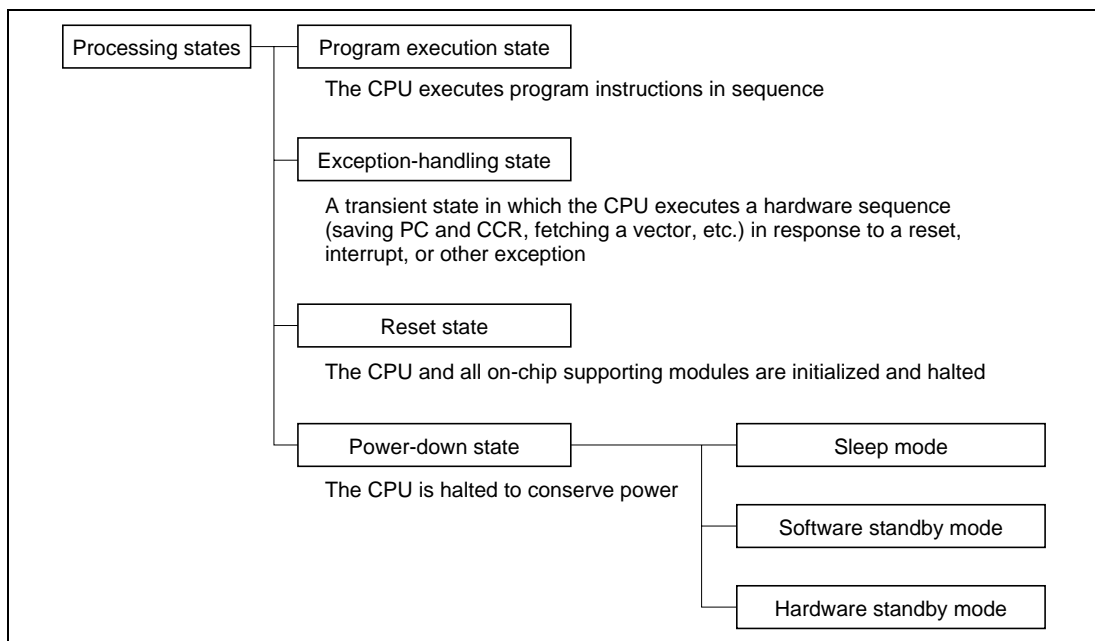 Processing states
Program execution state
The CPU executes program instructions in sequence
Exception-handling state
A transient state in which the CPU executes a hardware sequence
(saving PC and CCR, fetching a vector, etc.) in response to a reset,
interrupt, or other exception
Reset state
The CPU and all on-chip supporting modules are initialized and halted
Power-down state
Sleep mode
The CPU is halted to conserve power
Software standby mode
Hardware standby mode